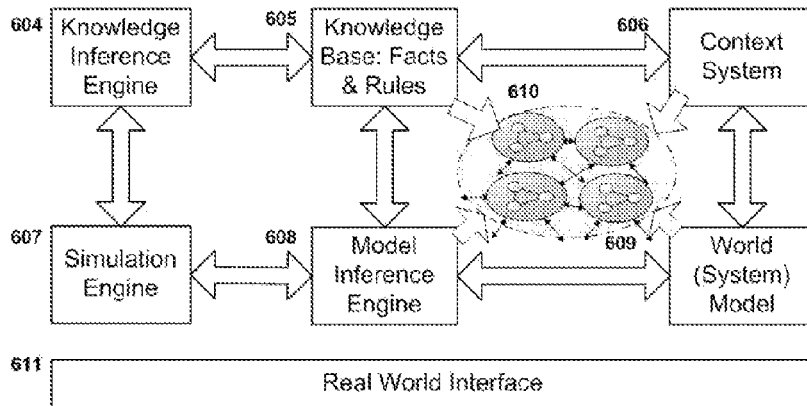 604
Knowledge
Inference
Engine
605
Knowledge
Base: Facts
& Rules
606
Context
System
610
607
Simulation
Engine
608
Model
Inference
Engine
609
World
(System)
Model
611
Real World Interface